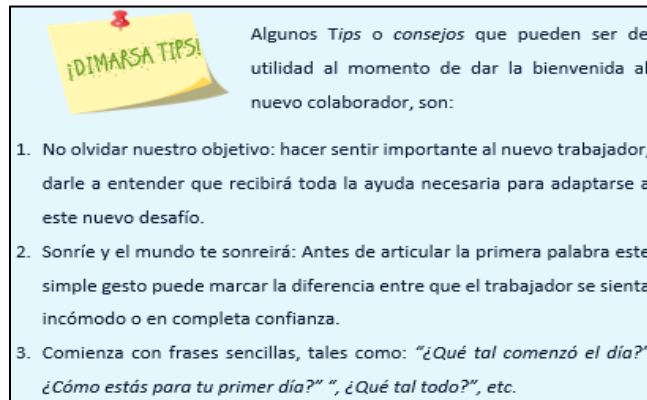 ¡DIMARSA TIPS!
Algunos Tips o consejos que pueden ser de
utilidad al momento de dar la bienvenida al
nuevo colaborador, son:
1. No olvidar nuestro objetivo: hacer sentir importante al nuevo trabajador,
darle a entender que recibirá toda la ayuda necesaria para adaptarse a
este nuevo desafío.
2. Sonríe y el mundo te sonreirá: Antes de articular la primera palabra este
simple gesto puede marcar la diferencia entre que el trabajador se sienta
incómodo o en completa confianza.
3. Comienza con frases sencillas, tales como: “¿Qué tal comenzó el día?”
¿Cómo estás para tu primer día?” “, ¿Qué tal todo?”, etc.